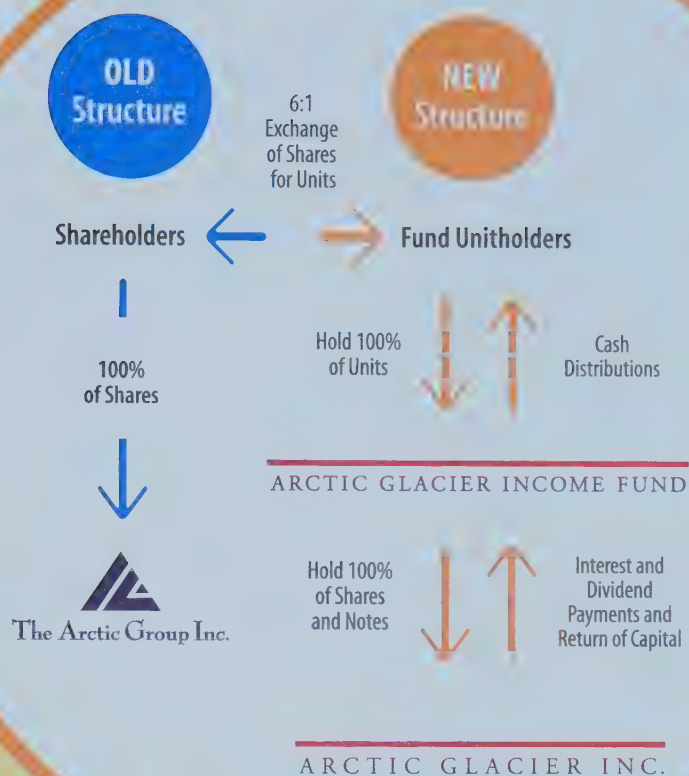 OLD
Structure
6:1
Exchange
of Shares
for Units
NEW
Structure
Shareholders
Fund Unitholders
100%
of Shares
Hold 100%
of Units
Cash
Distributions
ARCTIC GLACIER INCOME FUND
The Arctic Group Inc.
Hold 100%
of Shares
and Notes
Interest and
Dividend
Payments and
Return of Capital
ARCTIC GLACIER INC.